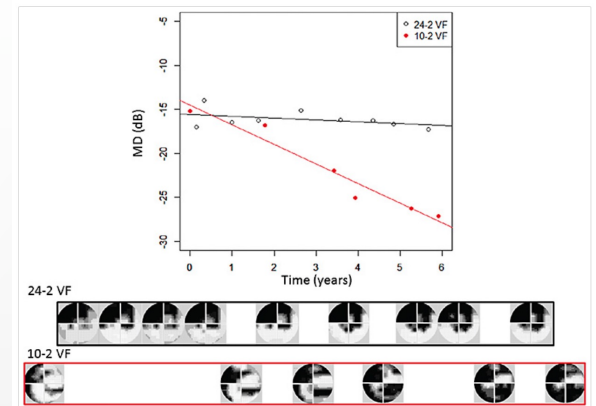 24-2 VF
10-2 VF
-5
-10
-15
-20
-25
-30
MD (dB)
0 1 2 3 4 5 6
Time (years)
24-2 VF
10-2 VF